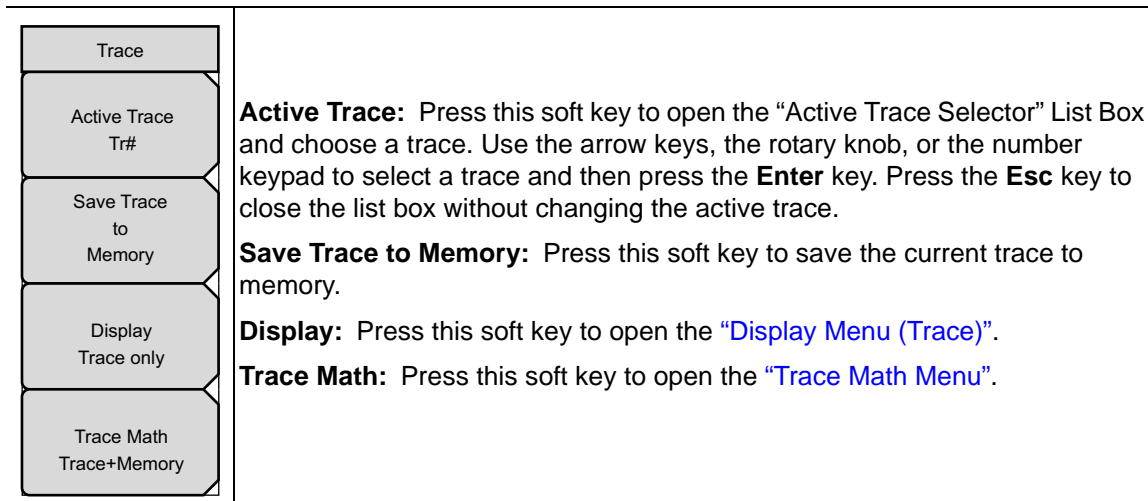 Trace
Active Trace
Tr#
Save Trace
to
Memory
Display
Trace only
Trace Math
Trace+Memory
Active Trace: Press this soft key to open the “Active Trace Selector” List Box
and choose a trace. Use the arrow keys, the rotary knob, or the number
keypad to select a trace and then press the Enter key. Press the Esc key to
close the list box without changing the active trace.
Save Trace to Memory: Press this soft key to save the current trace to
memory.
Display: Press this soft key to open the “Display Menu (Trace)”.
Trace Math: Press this soft key to open the “Trace Math Menu”.